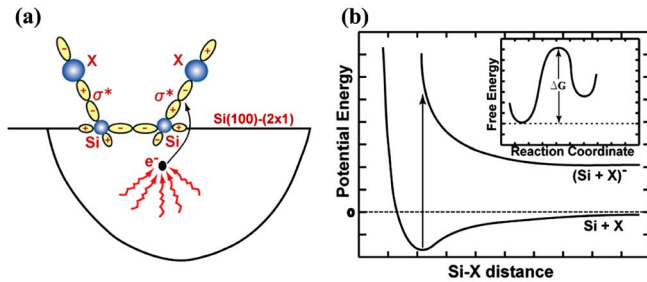 (a)
-
+
X
X
+
-
σ*
σ*
+
-
+
-
Si(100)-(2x1)
+
-
-
+
-
-
+
Si
Si
e-
(b)
Potential Energy
0
Free Energy
ΔG
Reaction Coordinate
(Si + X)-
Si + X
Si-X distance